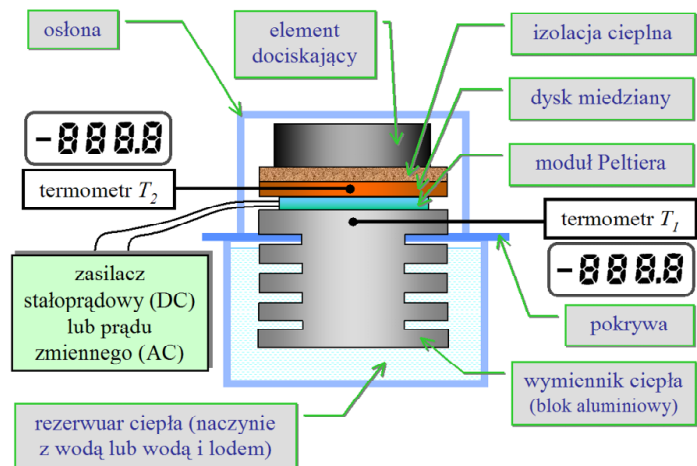 osłona
element
dociskający
izolacja cieplna
dysk miedziany
-888.8
moduł Peltiera
termometr T2
termometr T1
-888.8
zasilacz
stałoprądowy (DC)
lub prądu
zmiennego (AC)
pokrywa
wymiennik ciepła
(blok aluminiowy)
rezerwuar ciepła (naczynie
z wodą lub wodą i lodem)